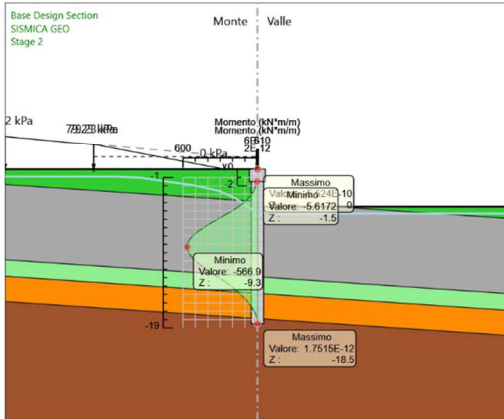 Base Design Section
SISMICA GEO
Stage 2
Monte
Valle
2 kPa
0 kPa
Momento (kN*m/m)
Momento (kN*m/m)
600
-1
-2
Massimo
Minimo
Valore: -5.6172
Z : -1.5
Minimo
Valore: -566.9
Z : -9.3
-19
Massimo
Valore: 1.7515E-12
Z : -18.5